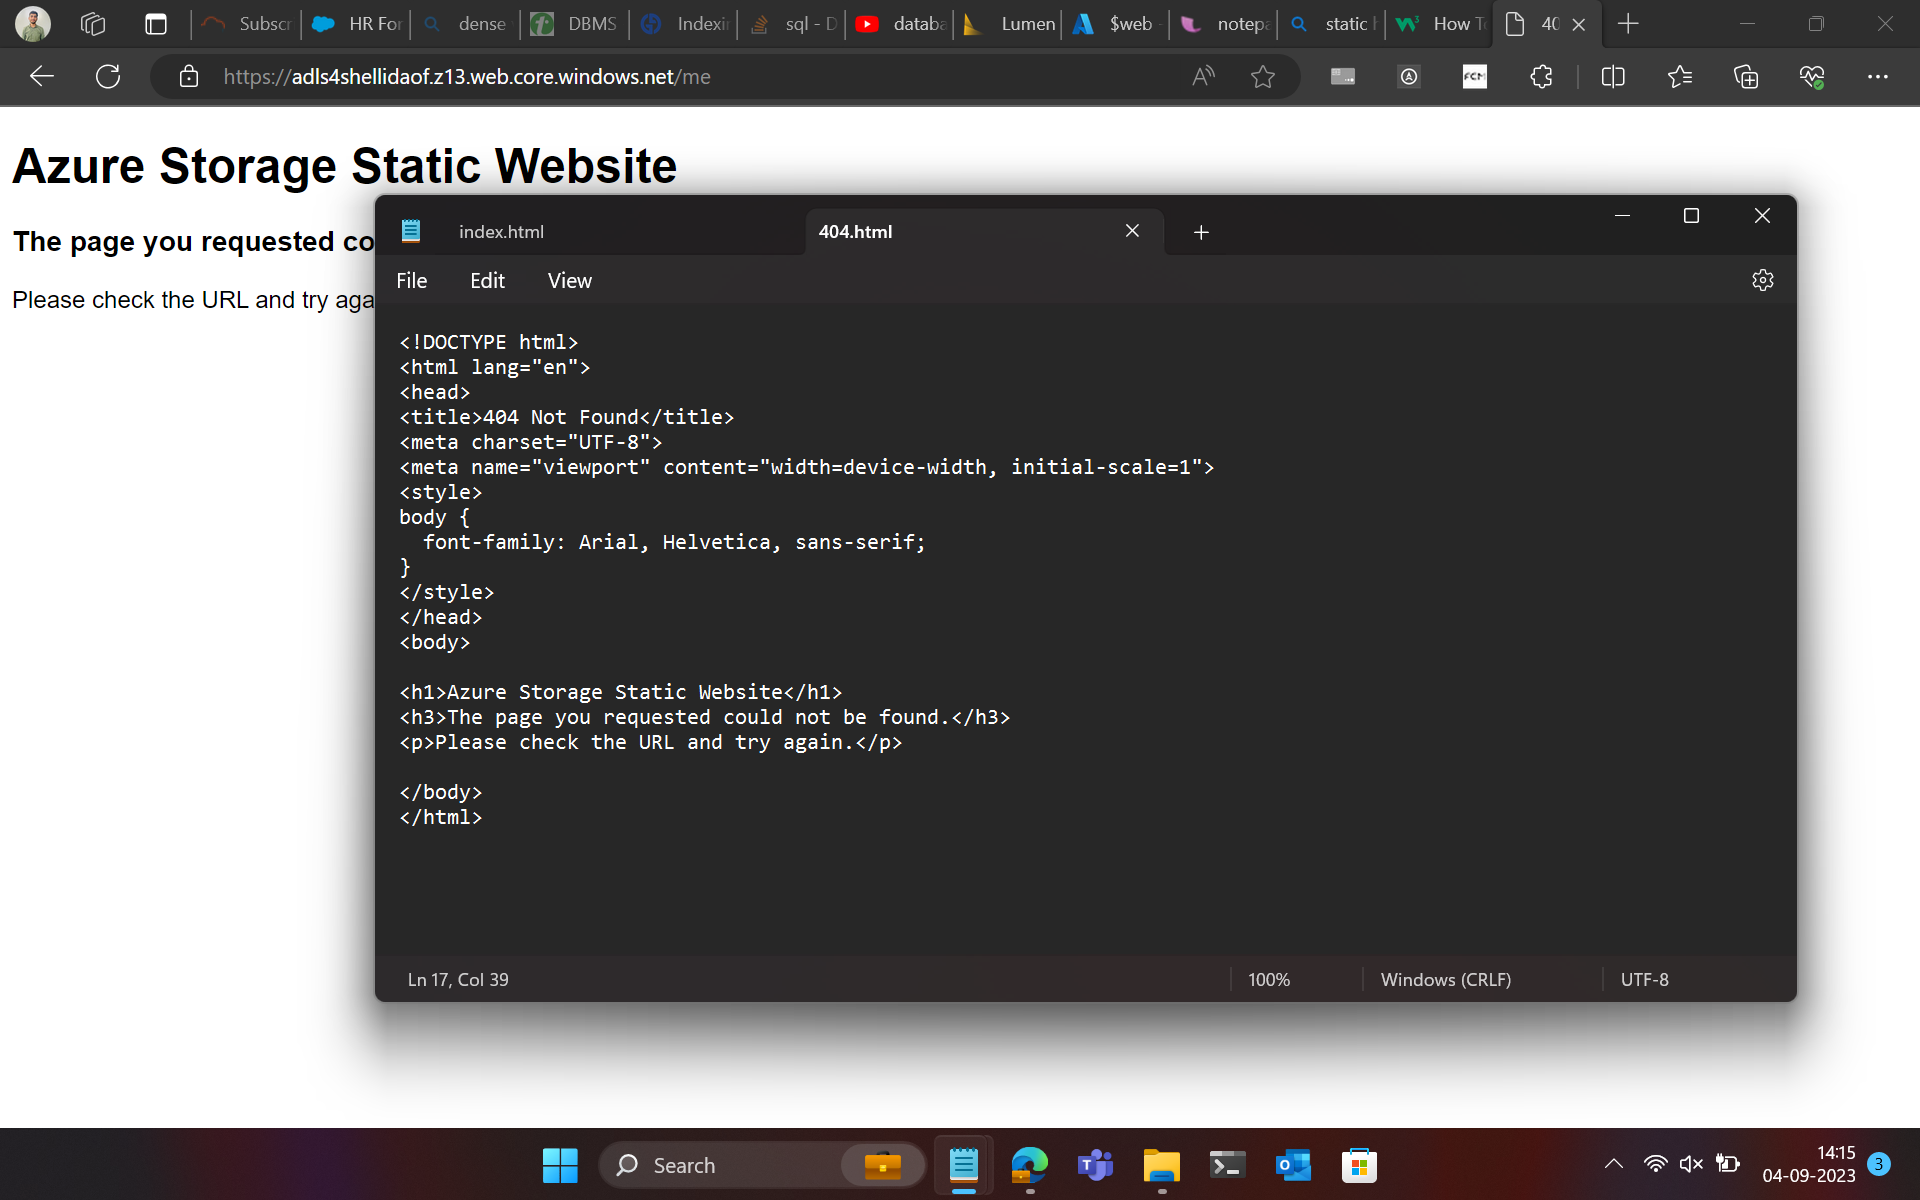 Subscr
HR For
dense
DBMS
Indexin
sql - D
databa
Lumen
$web -
notepa
static h
How To
40
https://adls4shellidaof.z13.web.core.windows.net/me
Azure Storage Static Website
The page you requested co
Please check the URL and try aga
index.html
404.html
File Edit View
<!DOCTYPE html>
<html lang="en">
<head>
<title>404 Not Found</title>
<meta charset="UTF-8">
<meta name="viewport" content="width=device-width, initial-scale=1">
<style>
body {
  font-family: Arial, Helvetica, sans-serif;
}
</style>
</head>
<body>
<h1>Azure Storage Static Website</h1>
<h3>The page you requested could not be found.</h3>
<p>Please check the URL and try again.</p>
</body>
</html>
Ln 17, Col 39
100%
Windows (CRLF)
UTF-8
Search
14:15
04-09-2023
3